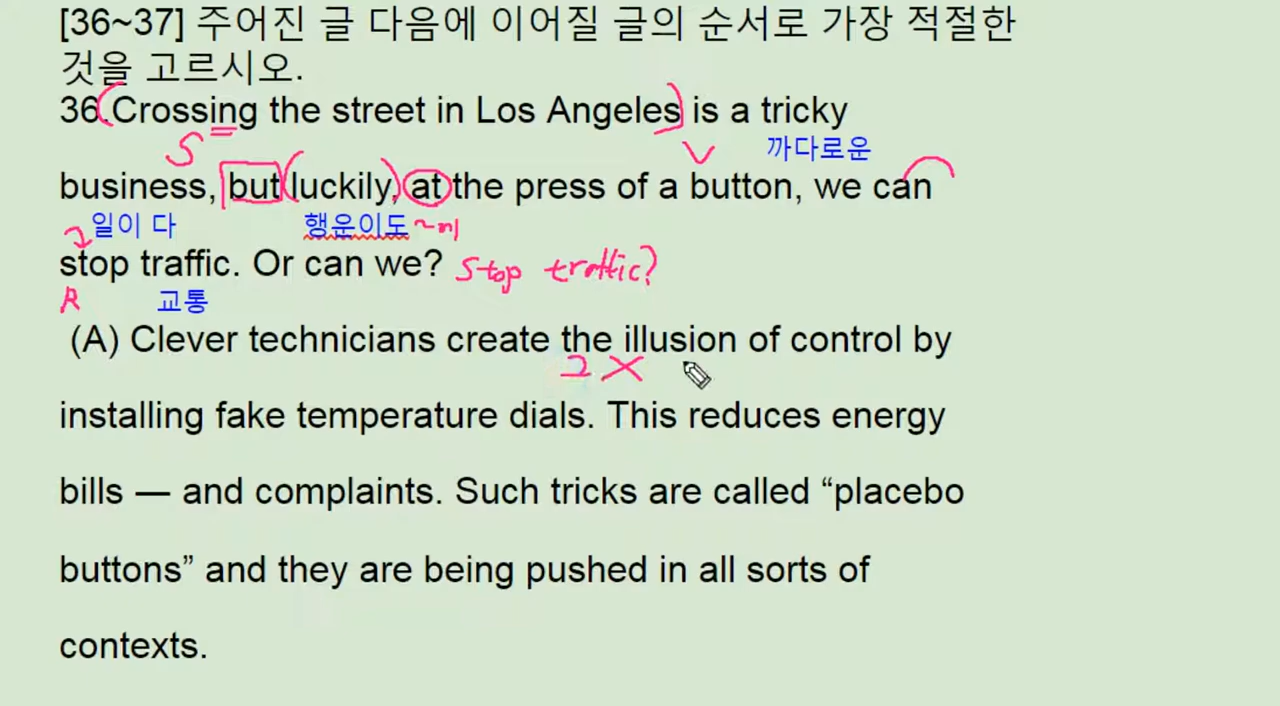 [36~37] 주어진 글 다음에 이어질 글의 순서로 가장 적절한
것을 고르시오.
36.Crossing the street in Los Angeles is a tricky
S V 까다로운
business, but luckily, at the press of a button, we can
일이 다 행운이도 ~에
stop traffic. Or can we? stop traffic?
R 교통
(A) Clever technicians create the illusion of control by
installing fake temperature dials. This reduces energy
bills — and complaints. Such tricks are called “placebo
buttons” and they are being pushed in all sorts of
contexts.